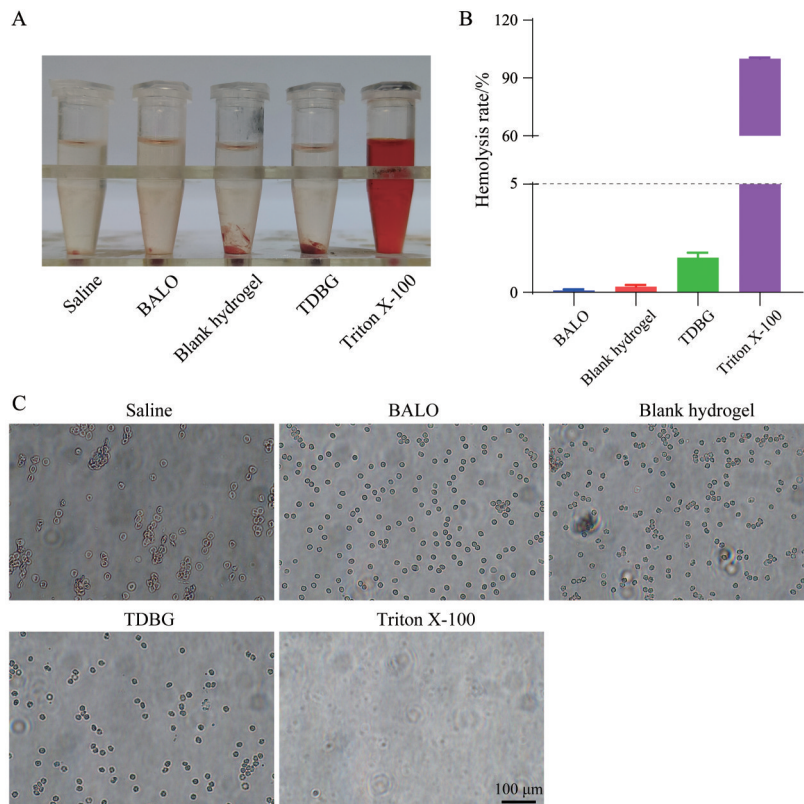 A
Saline
BALO
Blank hydrogel
TDBG
Triton X-100
B
Hemolysis rate/%
120
90
60
5
0
BALO
Blank hydrogel
TDBG
Triton X-100
C
Saline
BALO
Blank hydrogel
TDBG
Triton X-100
100 μm